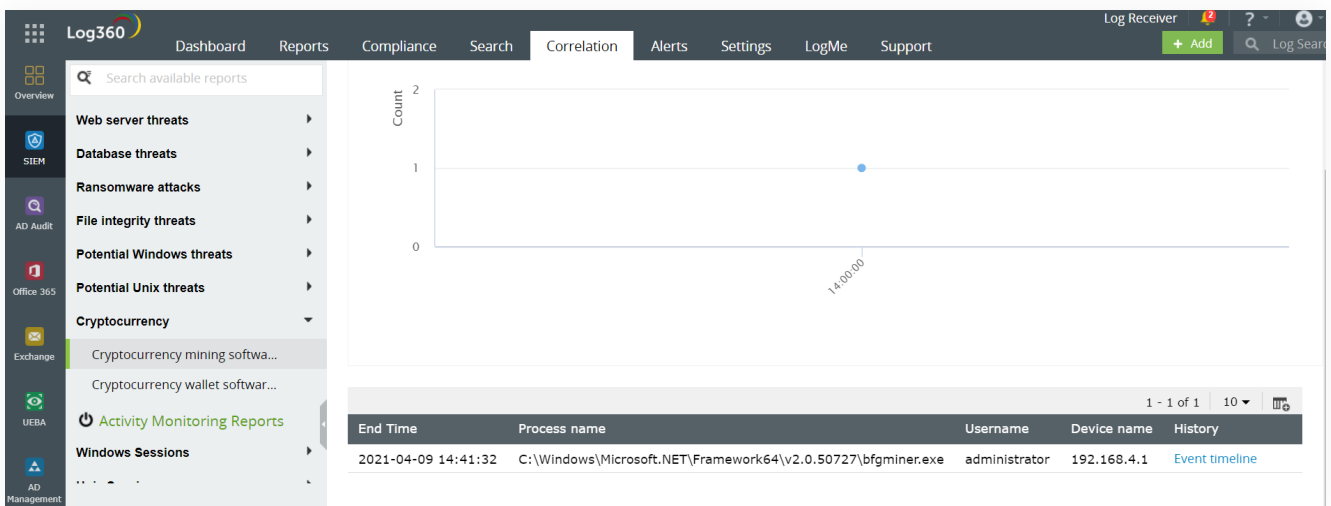 Log360
Dashboard Reports Compliance Search Correlation Alerts Settings LogMe Support
Log Receiver 2 ?
+ Add Log Sear
Overview
SIEM
AD Audit
Office 365
Exchange
UEBA
AD
Management
Search available reports
Web server threats
Database threats
Ransomware attacks
File integrity threats
Potential Windows threats
Potential Unix threats
Cryptocurrency
Cryptocurrency mining softwa...
Cryptocurrency wallet softwar...
Activity Monitoring Reports
Windows Sessions
Count
2
1
0
14:00:00
1 - 1 of 1 10
End Time Process name Username Device name History
2021-04-09 14:41:32 C:\Windows\Microsoft.NET\Framework64\v2.0.50727\bfgminer.exe administrator 192.168.4.1 Event timeline